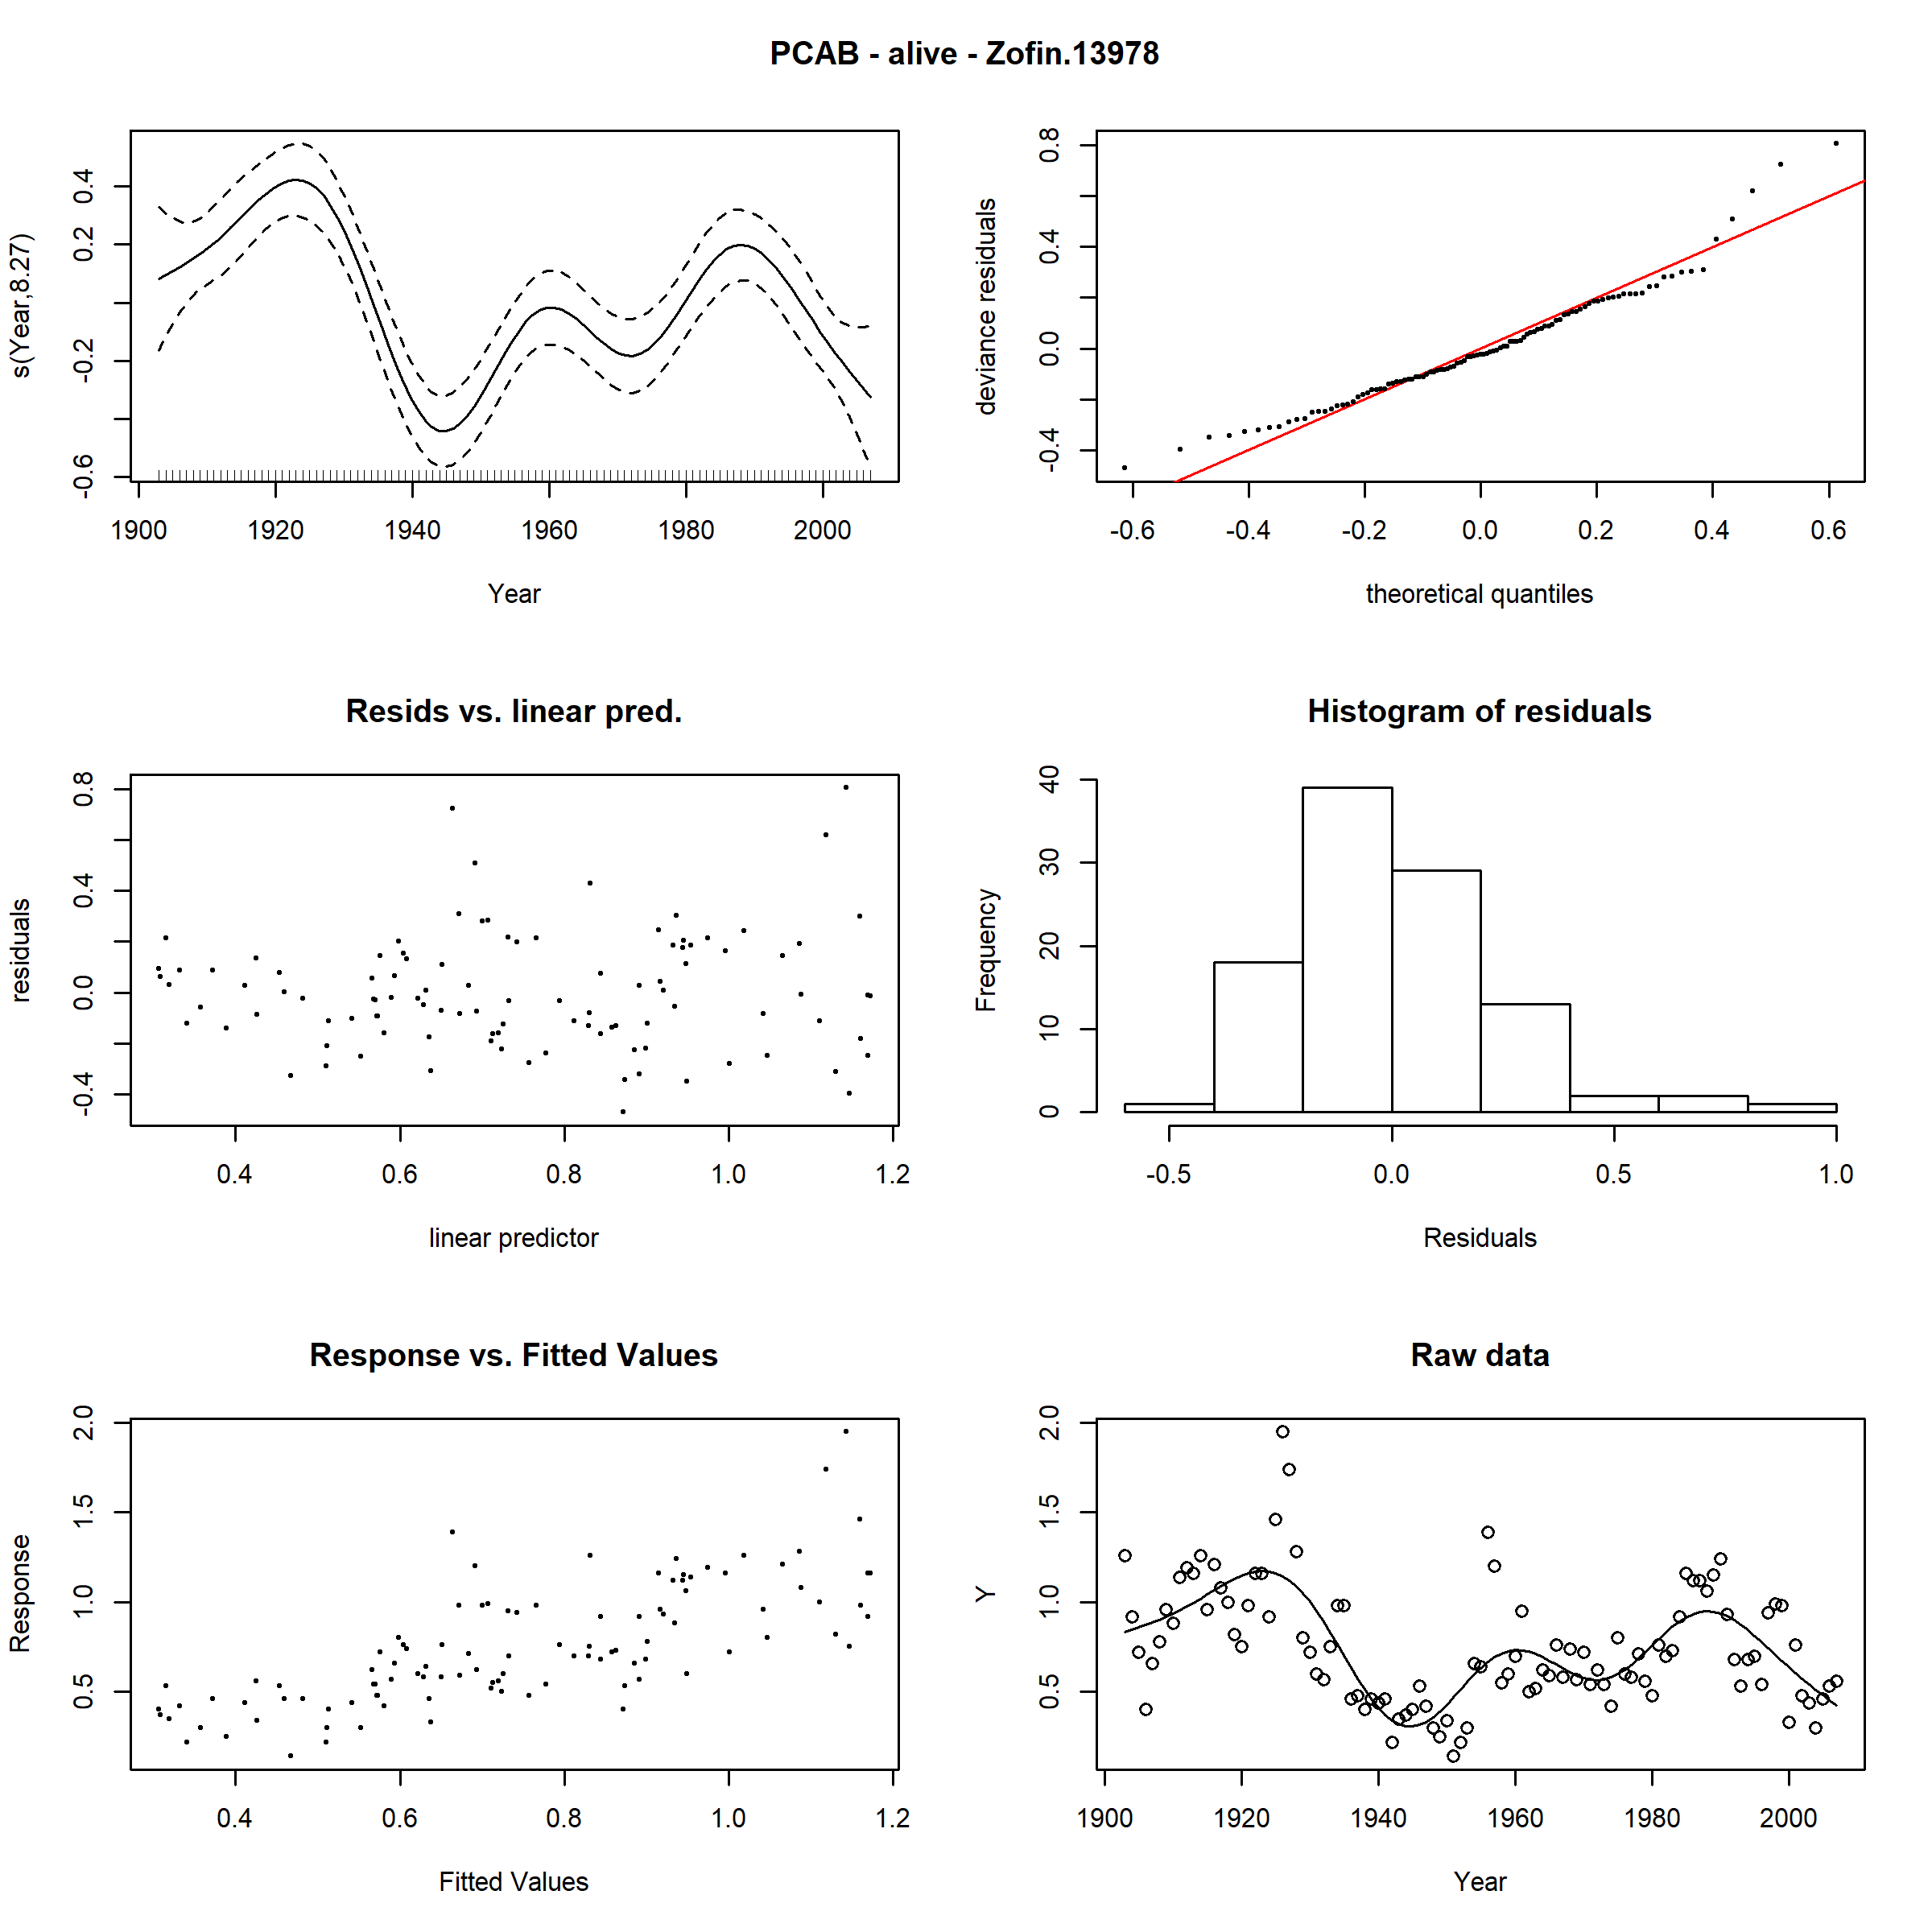 PCAB - alive - Zofin.13978
s(Year,8.27)
-0.6 -0.2 0.2 0.4
1900 1920 1940 1960 1980 2000
Year
deviance residuals
-0.4 0.0 0.4 0.8
-0.6 -0.4 -0.2 0.0 0.2 0.4 0.6
theoretical quantiles
Resids vs. linear pred.
residuals
-0.4 0.0 0.4 0.8
0.4 0.6 0.8 1.0 1.2
linear predictor
Histogram of residuals
Frequency
0 10 20 30 40
-0.5 0.0 0.5 1.0
Residuals
Response vs. Fitted Values
Response
0.5 1.0 1.5 2.0
0.4 0.6 0.8 1.0 1.2
Fitted Values
Raw data
Y
0.5 1.0 1.5 2.0
1900 1920 1940 1960 1980 2000
Year